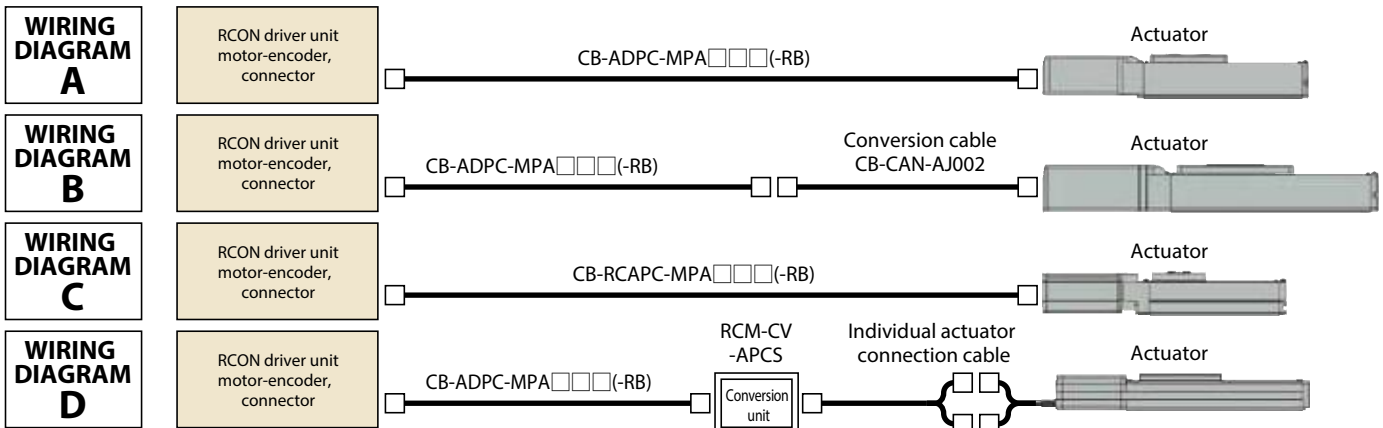 WIRING
DIAGRAM
A
RCON driver unit
motor-encoder,
connector
CB-ADPC-MPA□□□(-RB)
Actuator
WIRING
DIAGRAM
B
RCON driver unit
motor-encoder,
connector
CB-ADPC-MPA□□□(-RB)
Conversion cable
CB-CAN-AJ002
Actuator
WIRING
DIAGRAM
C
RCON driver unit
motor-encoder,
connector
CB-RCAPC-MPA□□□(-RB)
Actuator
WIRING
DIAGRAM
D
RCON driver unit
motor-encoder,
connector
CB-ADPC-MPA□□□(-RB)
RCM-CV
-APCS
Conversion
unit
Individual actuator
connection cable
Actuator